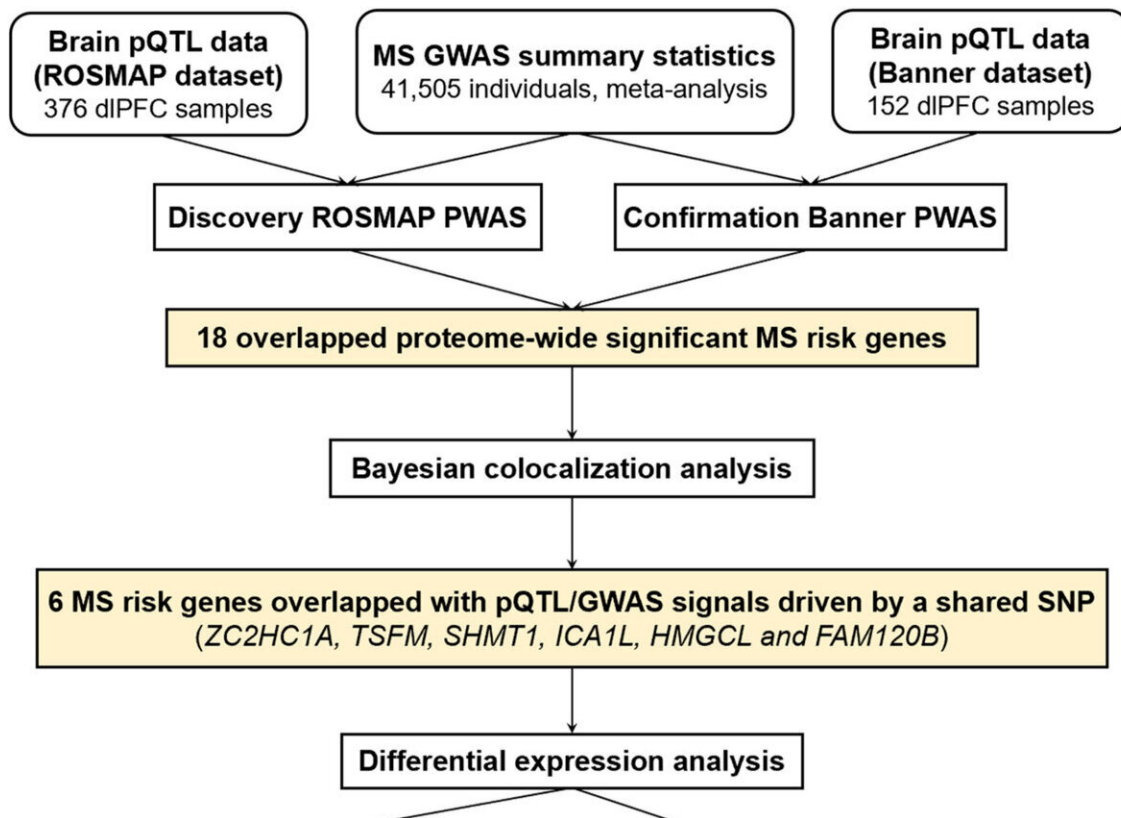 Brain pQTL data
(ROSMAP dataset)
376 dlPFC samples
MS GWAS summary statistics
41,505 individuals, meta-analysis
Brain pQTL data
(Banner dataset)
152 dlPFC samples
Discovery ROSMAP PWAS
Confirmation Banner PWAS
18 overlapped proteome-wide significant MS risk genes
Bayesian colocalization analysis
6 MS risk genes overlapped with pQTL/GWAS signals driven by a shared SNP
(ZC2HC1A, TSFM, SHMT1, ICA1L, HMGCL and FAM120B)
Differential expression analysis